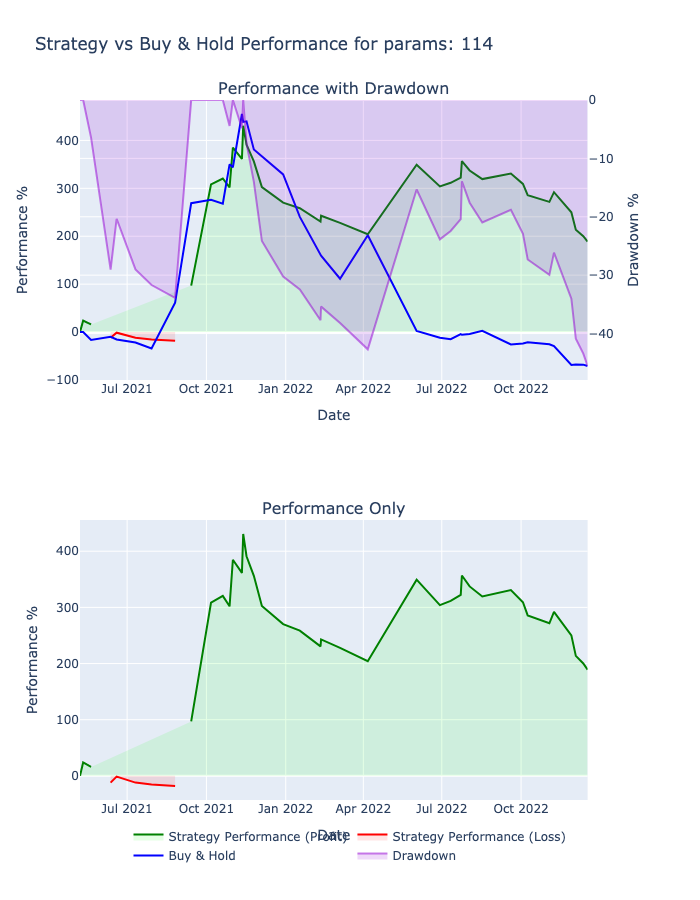 Strategy vs Buy & Hold Performance for params: 114
Performance with Drawdown
400
300
200
100
0
−100
Performance %
0
−10
−20
−30
−40
Drawdown %
Jul 2021 Oct 2021 Jan 2022 Apr 2022 Jul 2022 Oct 2022
Date
Performance Only
400
300
200
100
0
Performance %
Jul 2021 Oct 2021 Jan 2022 Apr 2022 Jul 2022 Oct 2022
Date
Strategy Performance (Profit) Strategy Performance (Loss)
Buy & Hold Drawdown